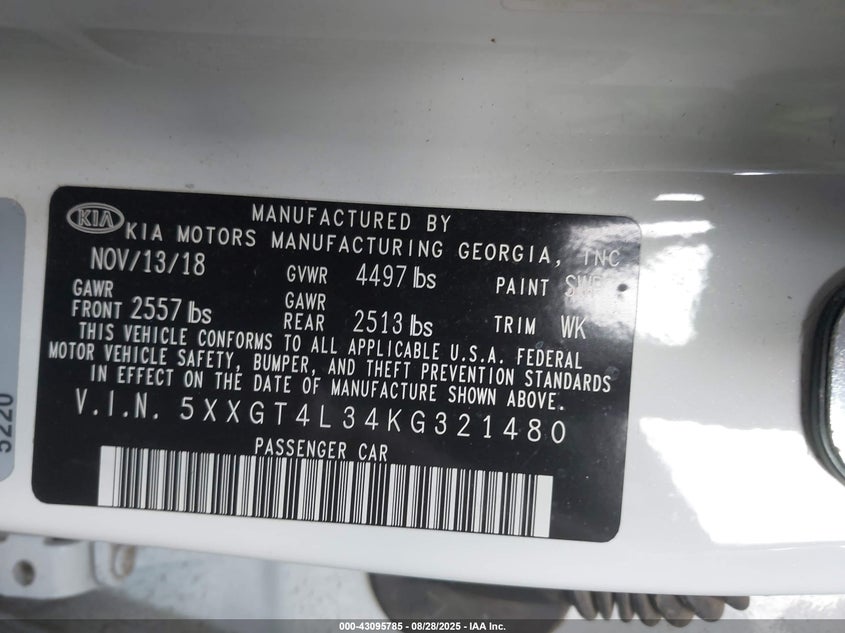 MANUFACTURED BY
KIA KIA MOTORS MANUFACTURING GEORGIA, INC
NOV/13/18 GVWR 4497 lbs PAINT
GAWR FRONT 2557 lbs GAWR REAR 2513 lbs TRIM WK
THIS VEHICLE CONFORMS TO ALL APPLICABLE U.S.A. FEDERAL
MOTOR VEHICLE SAFETY, BUMPER, AND THEFT PREVENTION STANDARDS
IN EFFECT ON THE DATE OF MANUFACTURE SHOWN ABOVE.
V.I.N. 5XXGT4L34KG321480
PASSENGER CAR
5220
000-43095785 - 08/28/2025 - IAA Inc.